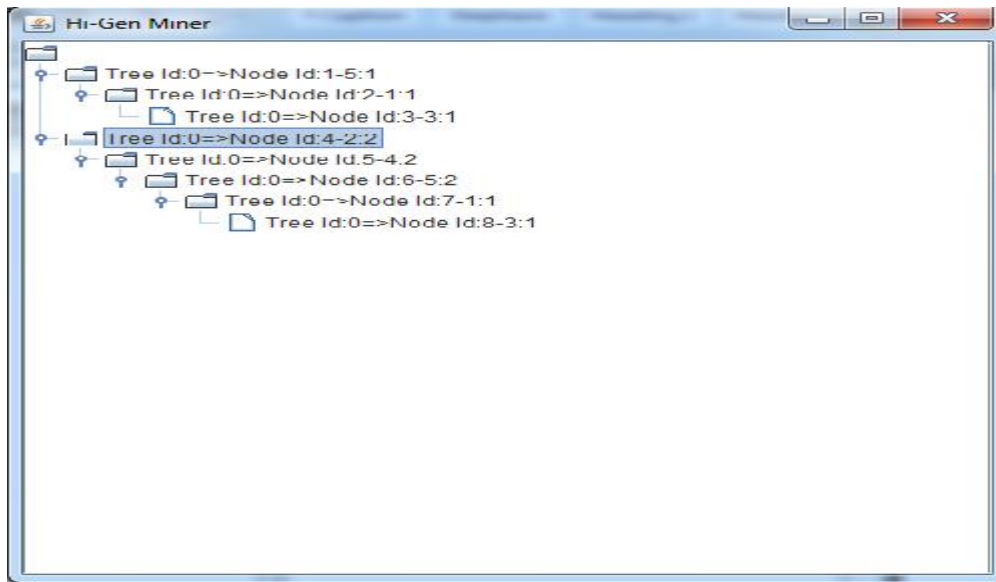 Hi-Gen Miner
Tree Id:0=>Node Id:1-5:1
Tree Id:0=>Node Id:2-1:1
Tree Id:0=>Node Id:3-3:1
Tree Id:0=>Node Id:4-2:2
Tree Id:0=>Node Id:5-4:2
Tree Id:0=>Node Id:6-5:2
Tree Id:0=>Node Id:7-1:1
Tree Id:0=>Node Id:8-3:1